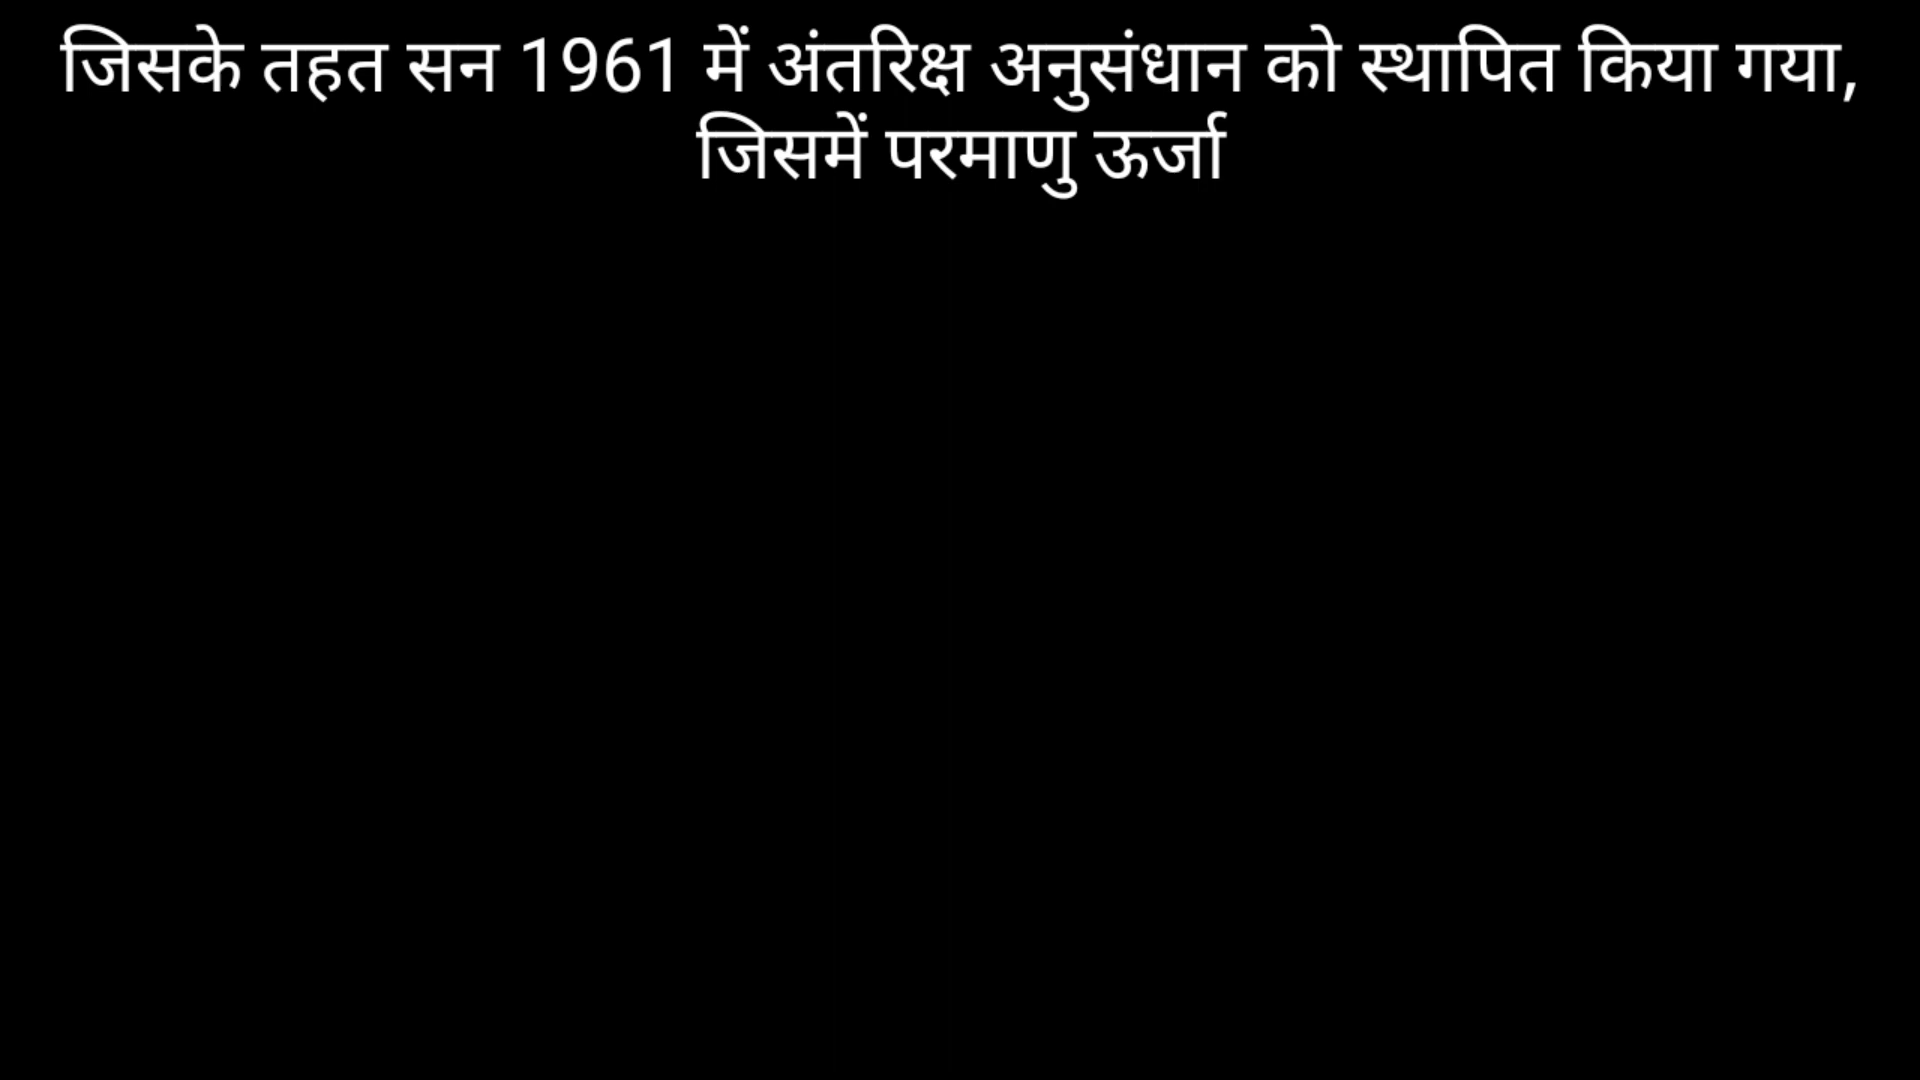 जिसके तहत सन 1961 में अंतरिक्ष अनुसंधान को स्थापित किया गया,
जिसमें परमाणु ऊर्जा